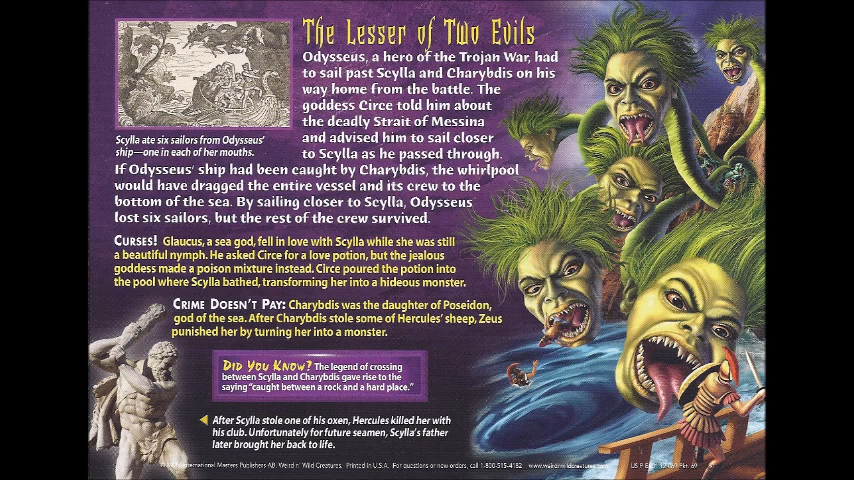 The Lesser of Two Evils
Odysseus, a hero of the Trojan War, had
to sail past Scylla and Charybdis on his
way home from the battle. The
goddess Circe told him about
the deadly Strait of Messina
and advised him to sail closer
to Scylla as he passed through.
If Odysseus' ship had been caught by Charybdis, the whirlpool
would have dragged the entire vessel and its crew to the
bottom of the sea. By sailing closer to Scylla, Odysseus
lost six sailors, but the rest of the crew survived.
Scylla ate six sailors from Odysseus'
ship—one in each of her mouths.
CURSES! Glaucus, a sea god, fell in love with Scylla while she was still
a beautiful nymph. He asked Circe for a love potion, but the jealous
goddess made a poison mixture instead. Circe poured the potion into
the pool where Scylla bathed, transforming her into a hideous monster.
CRIME DOESN'T PAY: Charybdis was the daughter of Poseidon,
god of the sea. After Charybdis stole some of Hercules' sheep, Zeus
punished her by turning her into a monster.
DID YOU KNOW? The legend of crossing
between Scylla and Charybdis gave rise to the
saying "caught between a rock and a hard place."
After Scylla stole one of his oxen, Hercules killed her with
his club. Unfortunately for future seamen, Scylla's father
later brought her back to life.
International Masters Publishers AB. Weird n' Wild Creatures. Printed in U.S.A. For questions or new orders, call 1-800-515-4182 www.weirdnwildcreatures.com